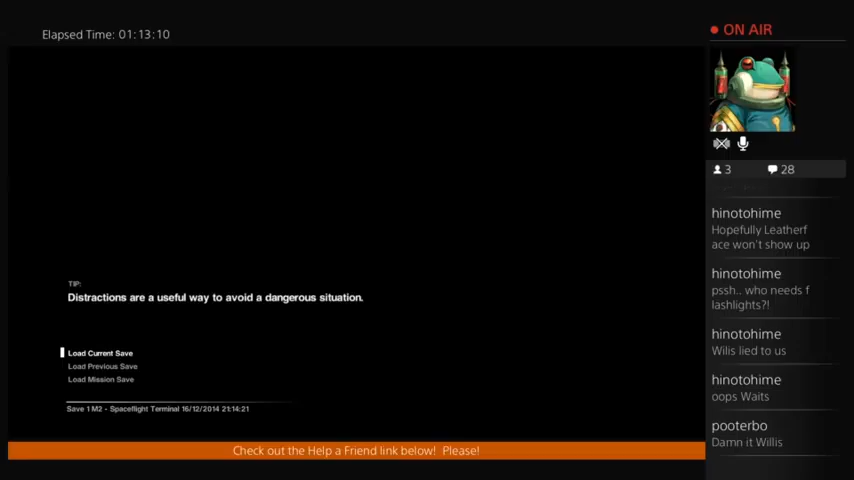 Elapsed Time: 01:13:10
ON AIR
3
28
hinotohime
Hopefully Leatherf
ace won't show up
hinotohime
pssh.. who needs f
lashlights?!
hinotohime
Wilis lied to us
hinotohime
oops Waits
pooterbo
Damn it Willis
TIP:
Distractions are a useful way to avoid a dangerous situation.
Load Current Save
Load Previous Save
Load Mission Save
Save 1 M2 - Spaceflight Terminal 16/12/2014 21:14:21
Check out the Help a Friend link below! Please!